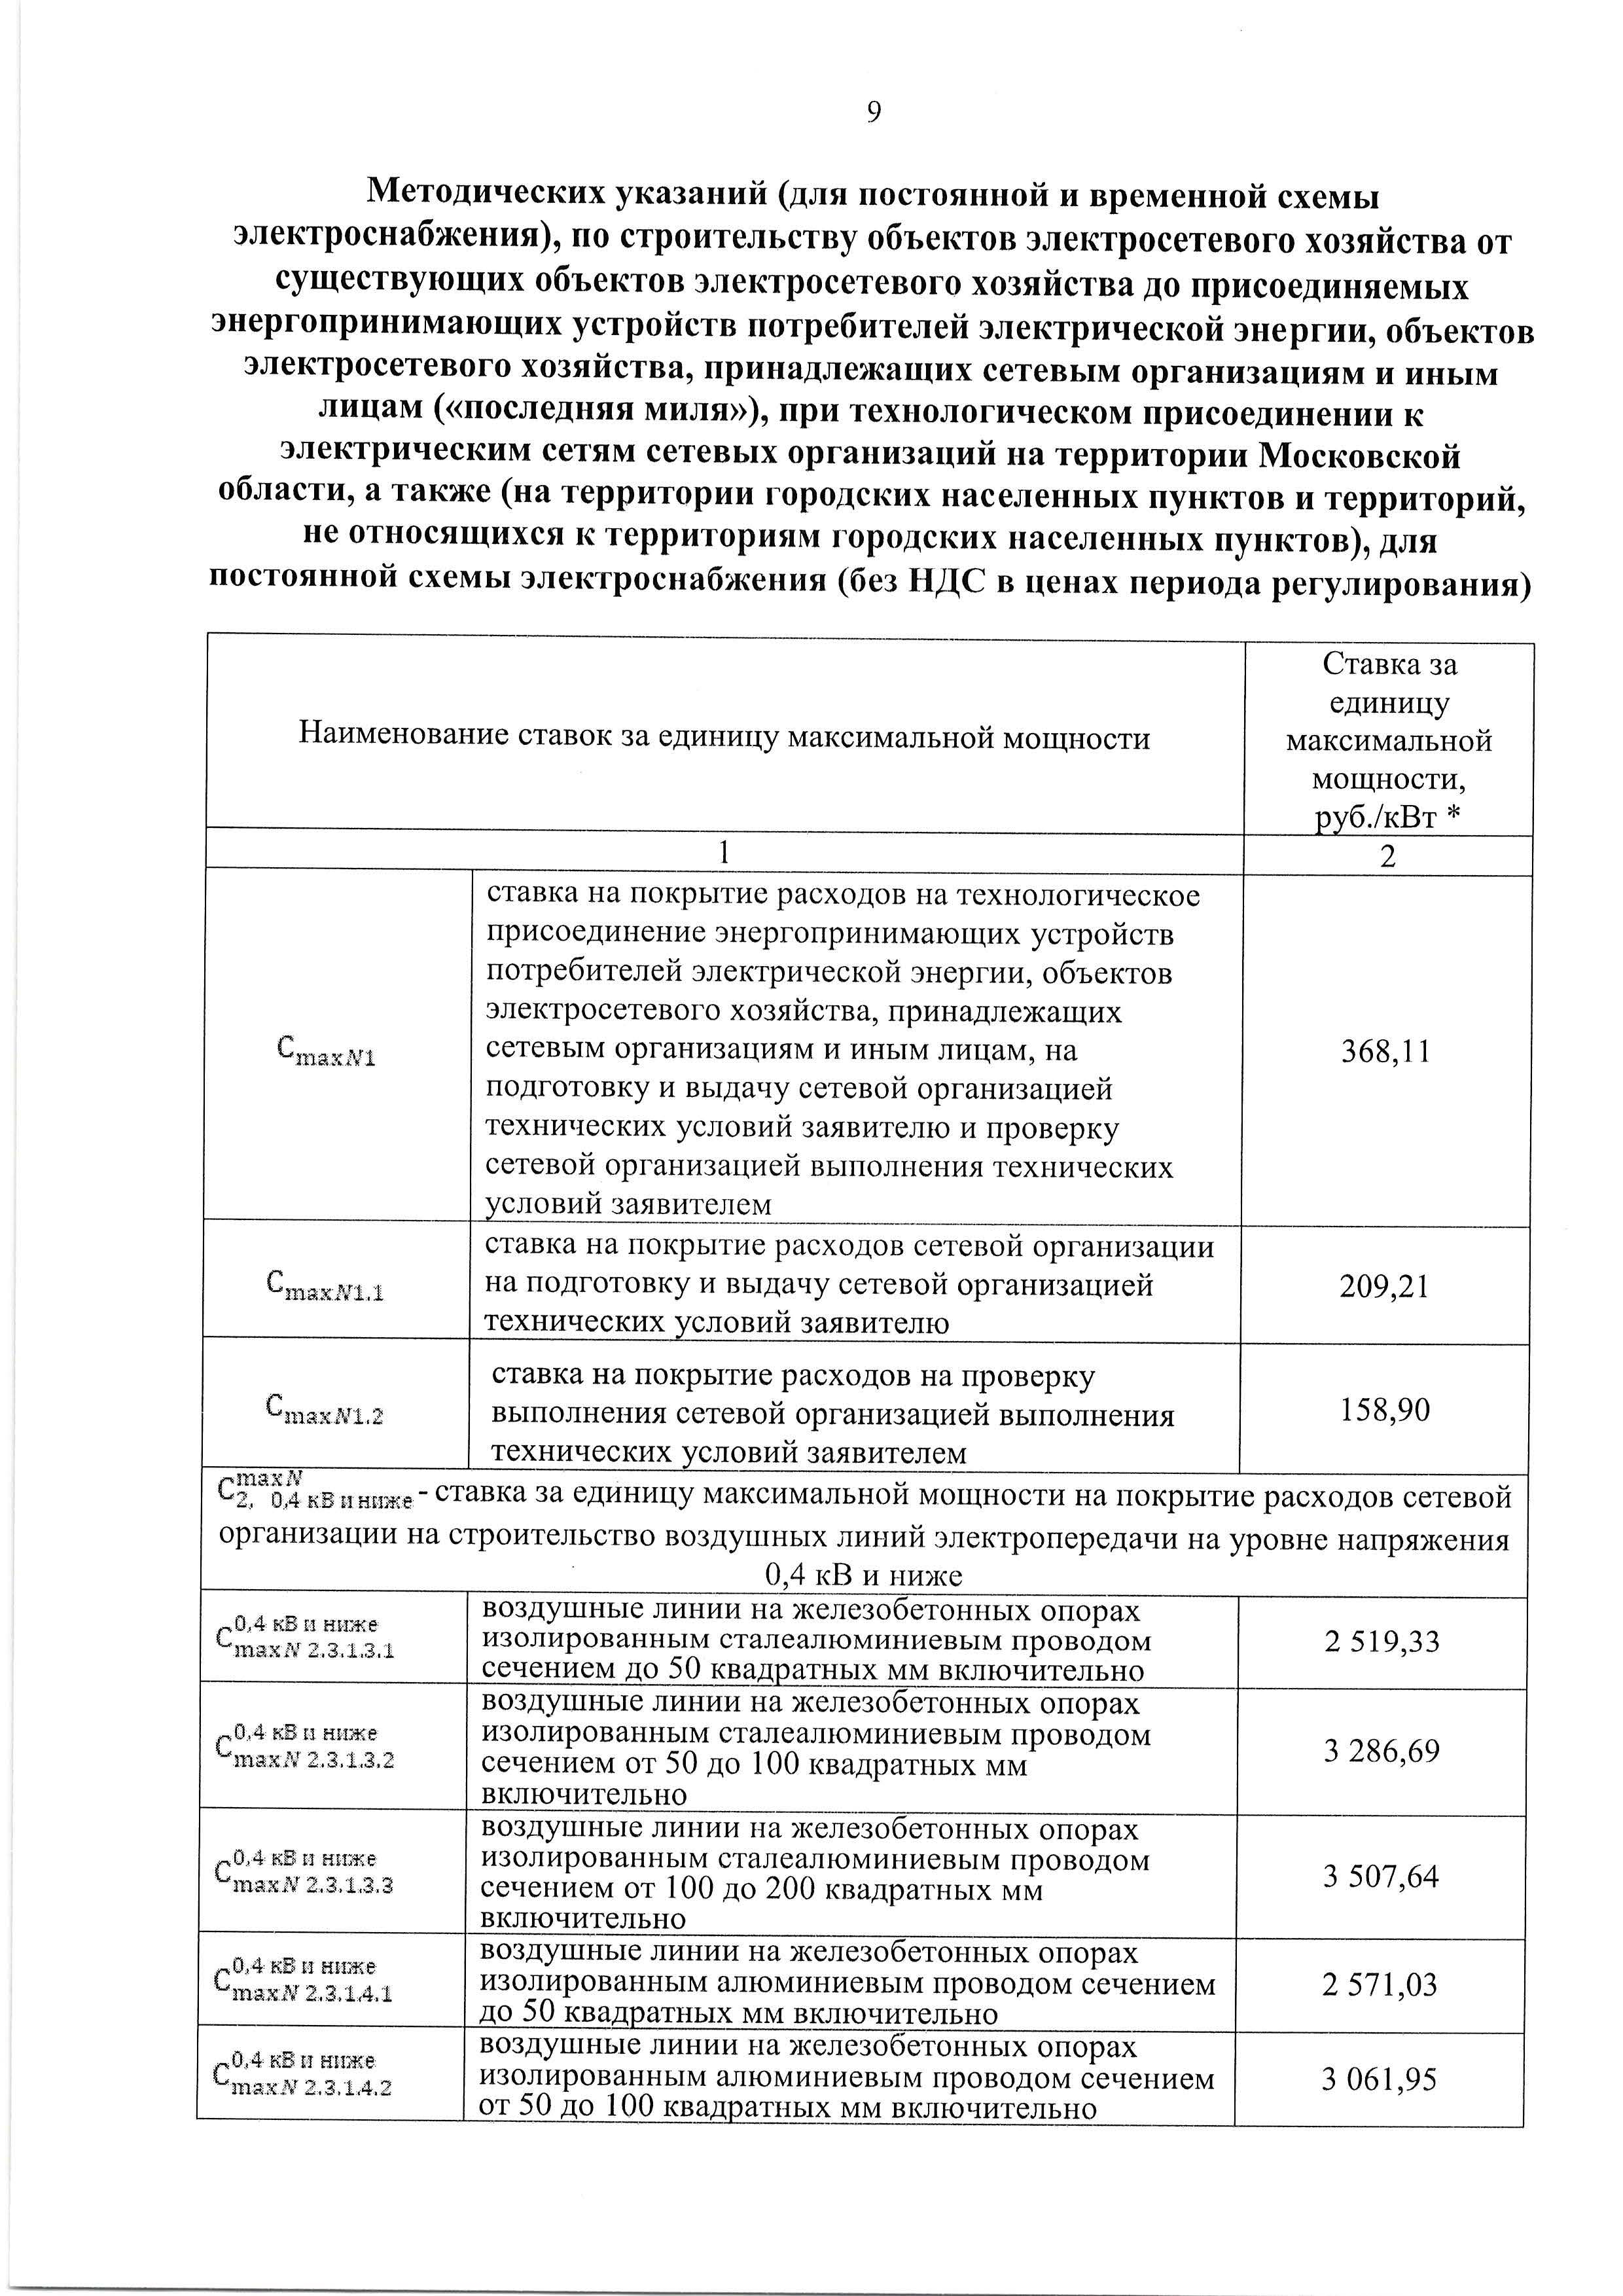 9
Методических указаний (для постоянной и временной схемы
электроснабжения), по строительству объектов электросетевого хозяйства от
существующих объектов электросетевого хозяйства до присоединяемых
энергопринимающих устройств потребителей электрической энергии, объектов
электросетевого хозяйства, принадлежащих сетевым организациям и иным
лицам («последняя миля»), при технологическом присоединении к
электрическим сетям сетевых организаций на территории Московской
области, а также (на территории городских населенных пунктов и территорий,
не относящихся к территориям городских населенных пунктов), для
постоянной схемы электроснабжения (без НДС в ценах периода регулирования)
Наименование ставок за единицу максимальной мощности
Ставка за
единицу
максимальной
мощности,
руб./кВт *
1
2
CmaxN1
ставка на покрытие расходов на технологическое
присоединение энергопринимающих устройств
потребителей электрической энергии, объектов
электросетевого хозяйства, принадлежащих
сетевым организациям и иным лицам, на
подготовку и выдачу сетевой организацией
технических условий заявителю и проверку
сетевой организацией выполнения технических
условий заявителем
368,11
CmaxN1.1
ставка на покрытие расходов сетевой организации
на подготовку и выдачу сетевой организацией
технических условий заявителю
209,21
CmaxN1.2
ставка на покрытие расходов на проверку
выполнения сетевой организацией выполнения
технических условий заявителем
158,90
C maxN 2, 0,4 кВ и ниже - ставка за единицу максимальной мощности на покрытие расходов сетевой
организации на строительство воздушных линий электропередачи на уровне напряжения
0,4 кВ и ниже
C 0,4 кВ и ниже maxN 2.3.1.3.1
воздушные линии на железобетонных опорах
изолированным сталеалюминиевым проводом
сечением до 50 квадратных мм включительно
2 519,33
C 0,4 кВ и ниже maxN 2.3.1.3.2
воздушные линии на железобетонных опорах
изолированным сталеалюминиевым проводом
сечением от 50 до 100 квадратных мм
включительно
3 286,69
C 0,4 кВ и ниже maxN 2.3.1.3.3
воздушные линии на железобетонных опорах
изолированным сталеалюминиевым проводом
сечением от 100 до 200 квадратных мм
включительно
3 507,64
C 0,4 кВ и ниже maxN 2.3.1.4.1
воздушные линии на железобетонных опорах
изолированным алюминиевым проводом сечением
до 50 квадратных мм включительно
2 571,03
C 0,4 кВ и ниже maxN 2.3.1.4.2
воздушные линии на железобетонных опорах
изолированным алюминиевым проводом сечением
от 50 до 100 квадратных мм включительно
3 061,95